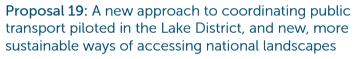 Proposal 19: A new approach to coordinating public
transport piloted in the Lake District, and new, more
sustainable ways of accessing national landscapes